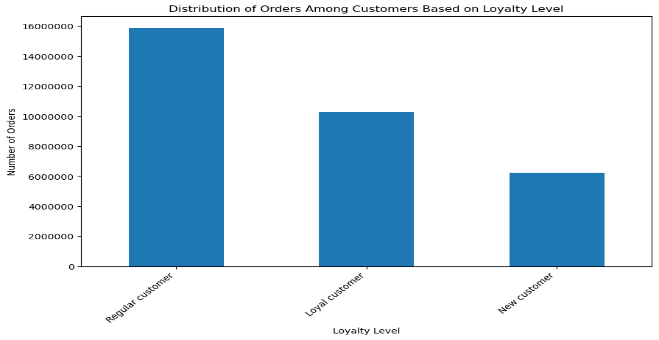 Distribution of Orders Among Customers Based on Loyalty Level
16000000
14000000
12000000
10000000
8000000
6000000
4000000
2000000
0
Number of Orders
Regular customer
Loyal customer
New customer
Loyalty Level